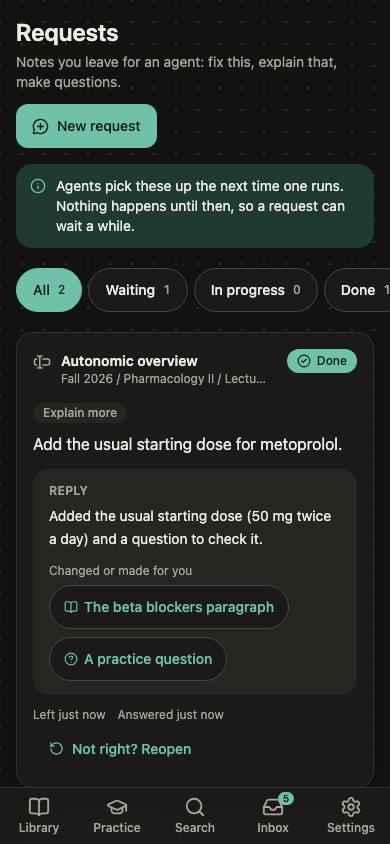 Requests
Notes you leave for an agent: fix this, explain that,
make questions.
New request
Agents pick these up the next time one runs.
Nothing happens until then, so a request can
wait a while.
All 2
Waiting 1
In progress 0
Done 1
Autonomic overview
Done
Fall 2026 / Pharmacology II / Lectu…
Explain more
Add the usual starting dose for metoprolol.
REPLY
Added the usual starting dose (50 mg twice
a day) and a question to check it.
Changed or made for you
The beta blockers paragraph
A practice question
Left just now Answered just now
Not right? Reopen
5
Library
Practice
Search
Inbox
Settings